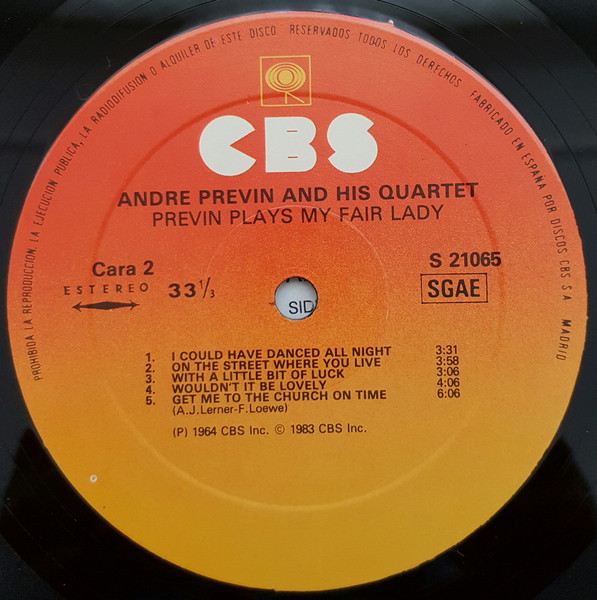 PROHIBIDA LA REPRODUCCION, LA EJECUCION PUBLICA, LA RADIODIFUSION O ALQUILER DE ESTE DISCO RESERVADOS TODOS LOS DERECHOS FABRICADO EN ESPAÑA POR DISCOS CBS S A MADRID
CBS
ANDRE PREVIN AND HIS QUARTET
PREVIN PLAYS MY FAIR LADY
Cara 2
ESTEREO 33 1/3
S 21065
SGAE
SID
1. I COULD HAVE DANCED ALL NIGHT 3:31
2. ON THE STREET WHERE YOU LIVE 3:58
3. WITH A LITTLE BIT OF LUCK 3:06
4. WOULDN'T IT BE LOVELY 4:06
5. GET ME TO THE CHURCH ON TIME 6:06
(A.J.Lerner-F.Loewe)
(P) 1964 CBS Inc. © 1983 CBS Inc.